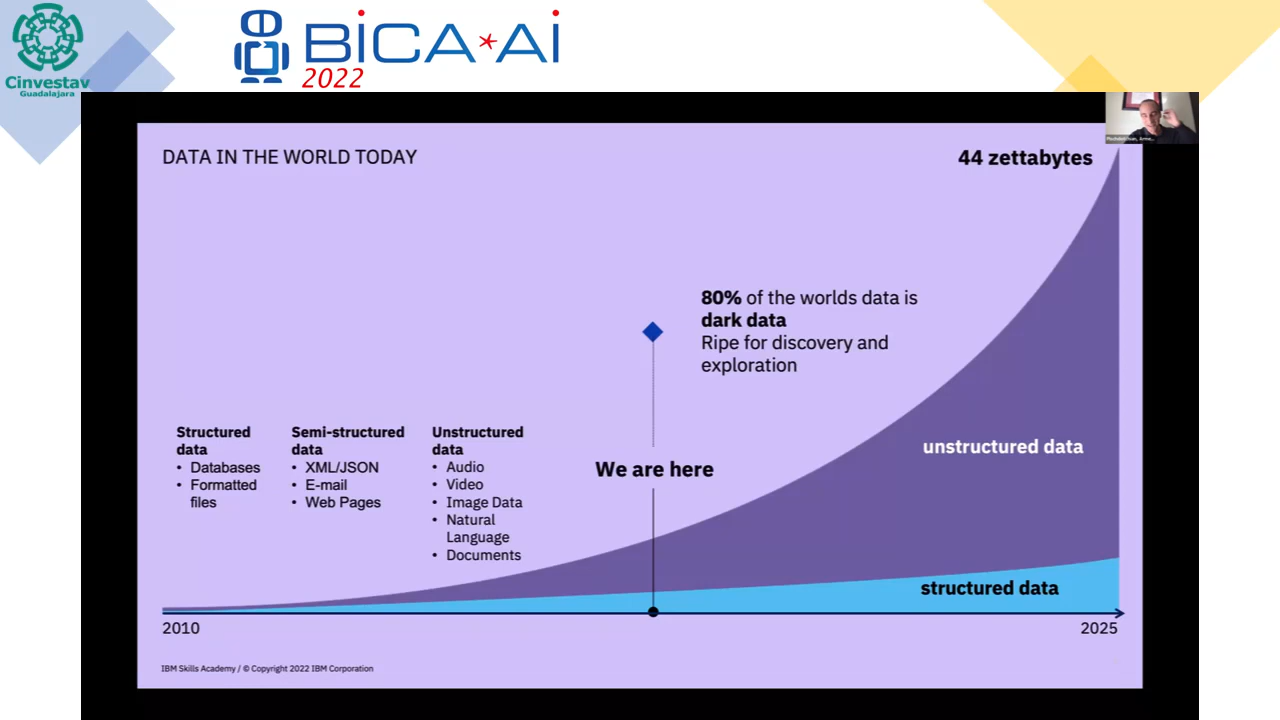 Cinvestav
Guadalajara
BiCA*Ai
2022
DATA IN THE WORLD TODAY
44 zettabytes
80% of the worlds data is
dark data
Ripe for discovery and
exploration
Structured
data
• Databases
• Formatted
files
Semi-structured
data
• XML/JSON
• E-mail
• Web Pages
Unstructured
data
• Audio
• Video
• Image Data
• Natural
Language
• Documents
We are here
unstructured data
structured data
2010
2025
IBM Skills Academy / © Copyright 2022 IBM Corporation